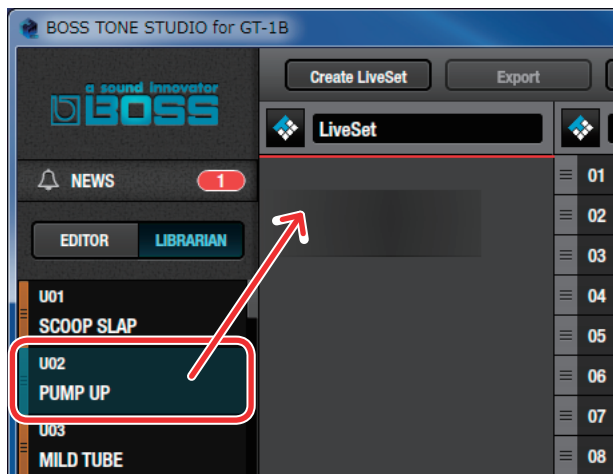 BOSS TONE STUDIO for GT-1B
a sound innovator
BOSS
Create LiveSet
Export
LiveSet
NEWS
1
EDITOR
LIBRARIAN
U01
SCOOP SLAP
U02
PUMP UP
U03
MILD TUBE
01
02
03
04
05
06
07
08